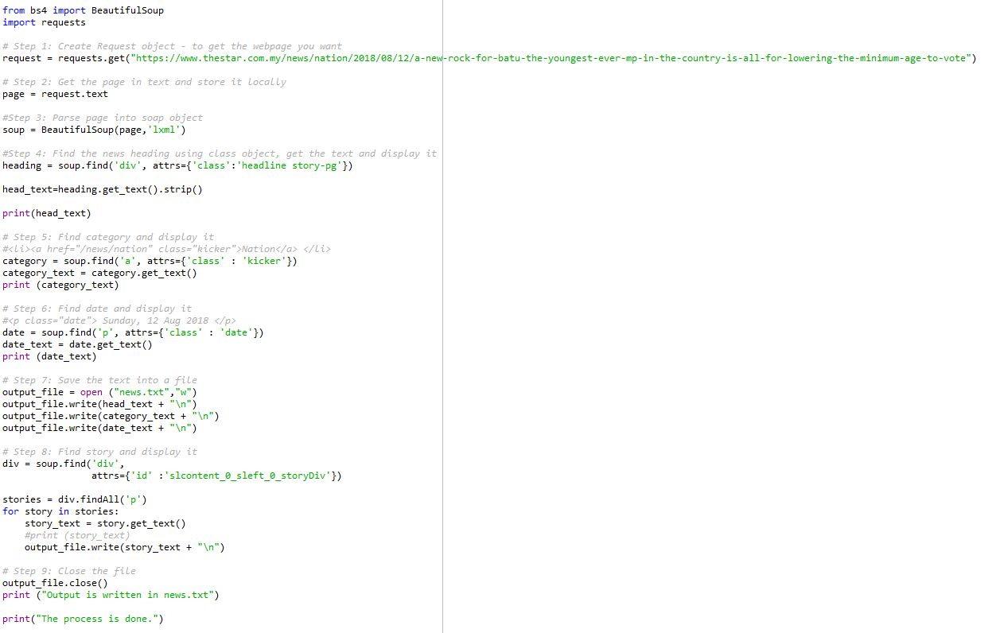 from bs4 import BeautifulSoup
import requests
# Step 1: Create Request object - to get the webpage you want
request = requests.get("https://www.thestar.com.my/news/nation/2018/08/12/a-new-rock-for-batu-the-youngest-ever-mp-in-the-country-is-all-for-lowering-the-minimum-age-to-vote")
# Step 2: Get the page in text and store it locally
page = request.text
#Step 3: Parse page into soap object
soup = BeautifulSoup(page,'lxml')
#Step 4: Find the news heading using class object, get the text and display it
heading = soup.find('div', attrs={'class':'headline story-pg'})
head_text=heading.get_text().strip()
print(head_text)
# Step 5: Find category and display it
#<li><a href="/news/nation" class="kicker">Nation</a> </li>
category = soup.find('a', attrs={'class' : 'kicker'})
category_text = category.get_text()
print (category_text)
# Step 6: Find date and display it
#<p class="date"> Sunday, 12 Aug 2018 </p>
date = soup.find('p', attrs={'class' : 'date'})
date_text = date.get_text()
print (date_text)
# Step 7: Save the text into a file
output_file = open ("news.txt","w")
output_file.write(head_text + "\n")
output_file.write(category_text + "\n")
output_file.write(date_text + "\n")
# Step 8: Find story and display it
div = soup.find('div',
                attrs={'id' :'slcontent_0_sleft_0_storyDiv'})
stories = div.findAll('p')
for story in stories:
    story_text = story.get_text()
    #print (story_text)
    output_file.write(story_text + "\n")
# Step 9: Close the file
output_file.close()
print ("Output is written in news.txt")
print("The process is done.")